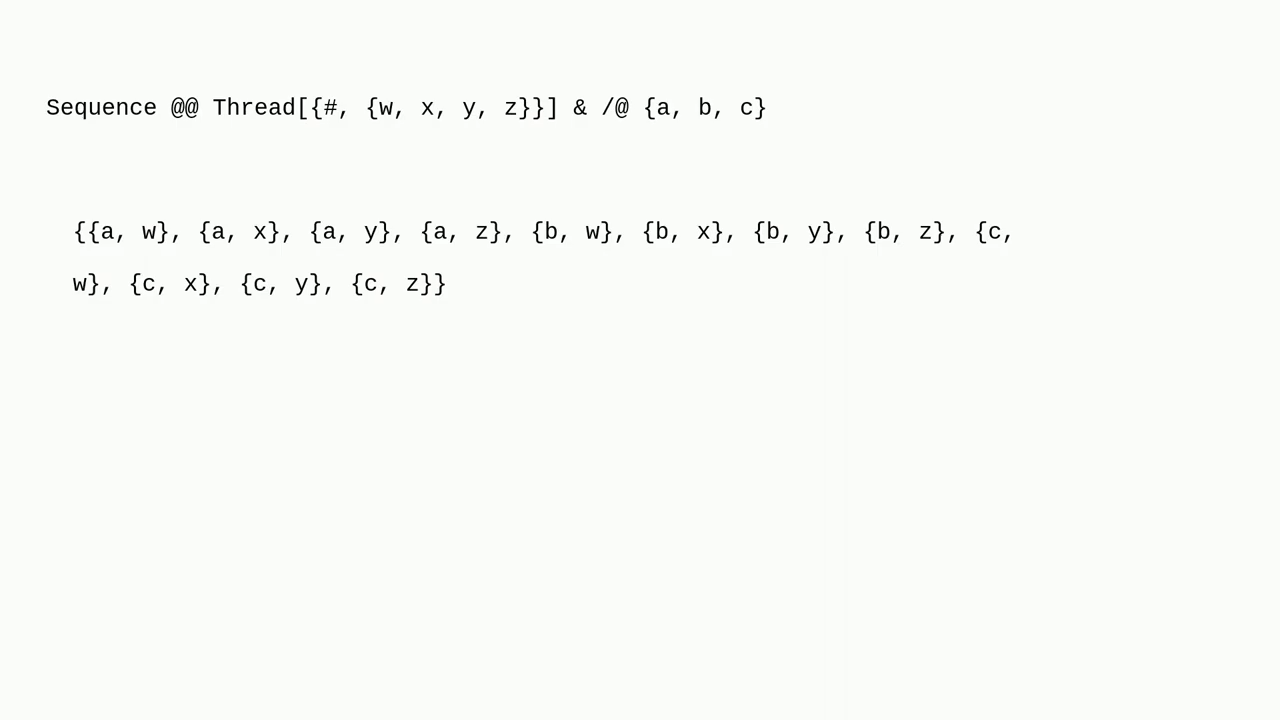 Sequence @@ Thread[{#, {w, x, y, z}}] & /@ {a, b, c}
{{a, w}, {a, x}, {a, y}, {a, z}, {b, w}, {b, x}, {b, y}, {b, z}, {c,
w}, {c, x}, {c, y}, {c, z}}